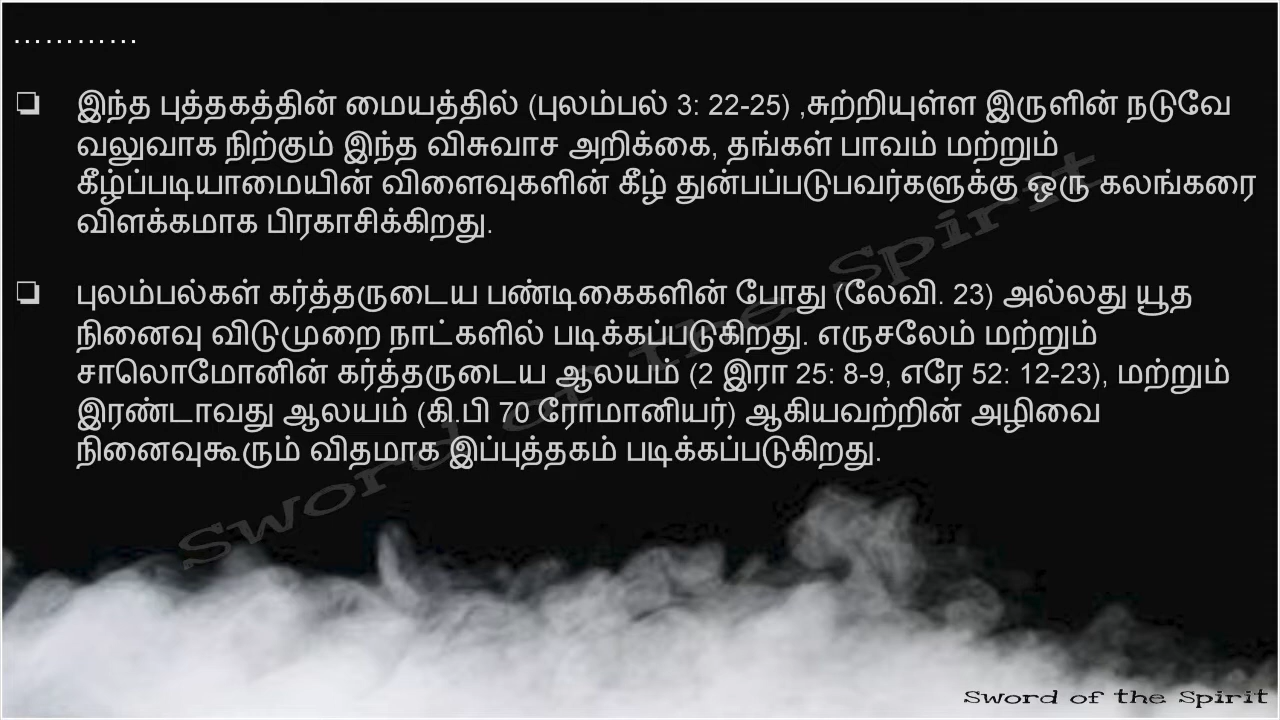 ............
❏ இந்த புத்தகத்தின் மையத்தில் (புலம்பல் 3: 22-25) ,சுற்றியுள்ள இருளின் நடுவே
வலுவாக நிற்கும் இந்த விசுவாச அறிக்கை, தங்கள் பாவம் மற்றும்
கீழ்ப்படியாமையின் விளைவுகளின் கீழ் துன்பப்படுபவர்களுக்கு ஒரு கலங்கரை
விளக்கமாக பிரகாசிக்கிறது.
❏ புலம்பல்கள் கர்த்தருடைய பண்டிகைகளின் போது (லேவி. 23) அல்லது யூத
நினைவு விடுமுறை நாட்களில் படிக்கப்படுகிறது. எருசலேம் மற்றும்
சாலொமோனின் கர்த்தருடைய ஆலயம் (2 இரா 25: 8-9, எரே 52: 12-23), மற்றும்
இரண்டாவது ஆலயம் (கி.பி 70 ரோமானியர்) ஆகியவற்றின் அழிவை
நினைவுகூரும் விதமாக இப்புத்தகம் படிக்கப்படுகிறது.
Sword of the Spirit
Sword of the Spirit